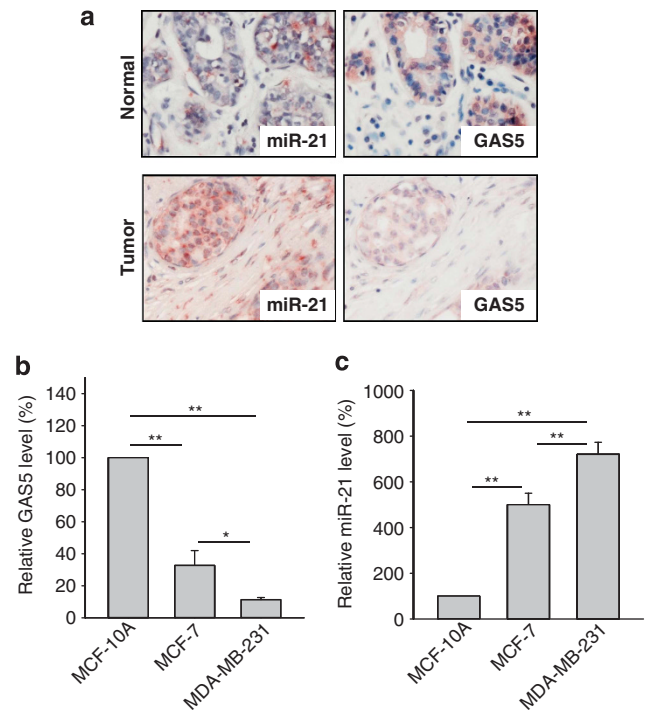 a
Normal
miR-21
GAS5
Tumor
miR-21
GAS5
b
Relative GAS5 level (%)
140
120
100
80
60
40
20
0
**
**
*
MCF-10A
MCF-7
MDA-MB-231
c
Relative miR-21 level (%)
1000
800
600
400
200
0
**
**
**
MCF-10A
MCF-7
MDA-MB-231